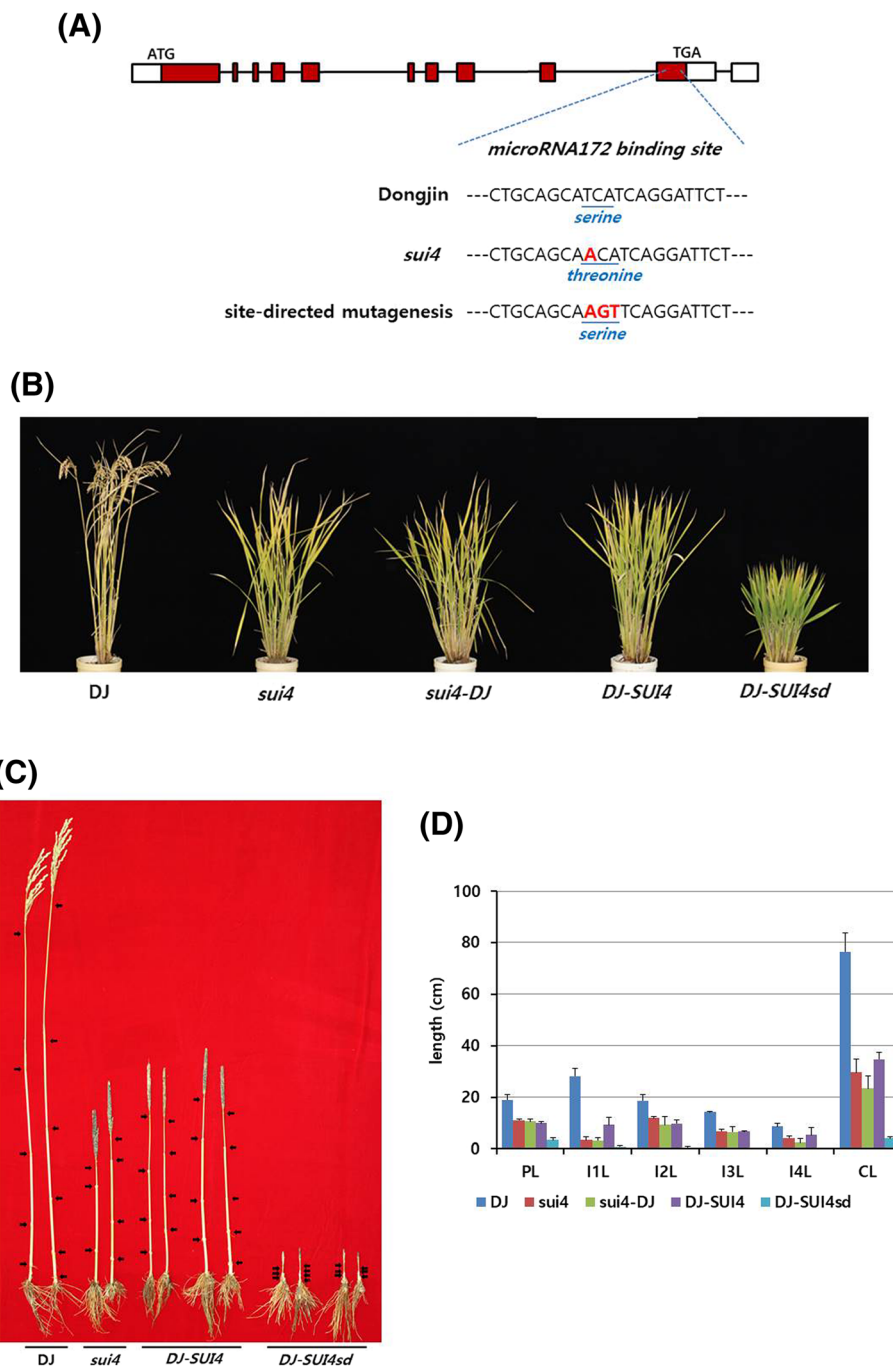 (A)
ATG
TGA
microRNA172 binding site
Dongjin ---CTGCAGCATCATCAGGATTCT---
serine
sui4 ---CTGCAGCAACATCAGGATTCT---
threonine
site-directed mutagenesis ---CTGCAGCAAGTTCAGGATTCT---
serine
(B)
DJ sui4 sui4-DJ DJ-SUI4 DJ-SUI4sd
(C)
DJ sui4 DJ-SUI4 DJ-SUI4sd
(D)
length (cm)
100
80
60
40
20
0
PL I1L I2L I3L I4L CL
DJ sui4 sui4-DJ DJ-SUI4 DJ-SUI4sd